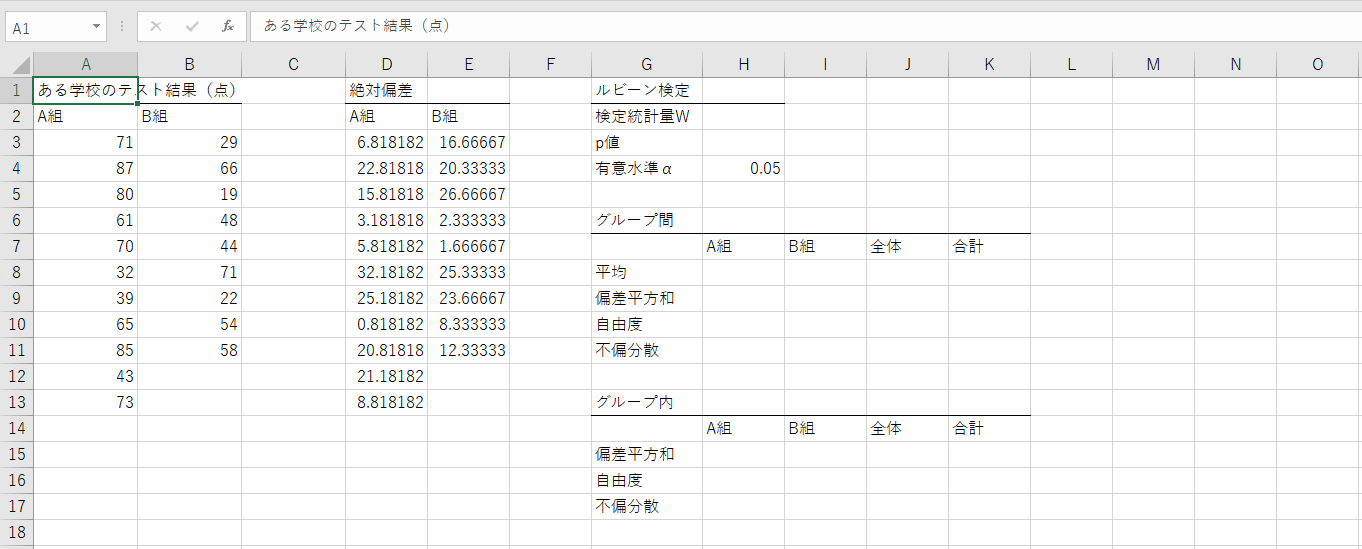 A1 fx ある学校のテスト結果（点）
A B C D E F G H I J K L M N O
1 ある学校のテスト結果（点） 絶対偏差 ルビーン検定
2 A組 B組 A組 B組 検定統計量W
3 71 29 6.818182 16.66667 p値
4 87 66 22.81818 20.33333 有意水準α 0.05
5 80 19 15.81818 26.66667
6 61 48 3.181818 2.333333 グループ間
7 70 44 5.818182 1.666667 A組 B組 全体 合計
8 32 71 32.18182 25.33333 平均
9 39 22 25.18182 23.66667 偏差平方和
10 65 54 0.818182 8.333333 自由度
11 85 58 20.81818 12.33333 不偏分散
12 43 21.18182
13 73 8.818182 グループ内
14 A組 B組 全体 合計
15 偏差平方和
16 自由度
17 不偏分散
18